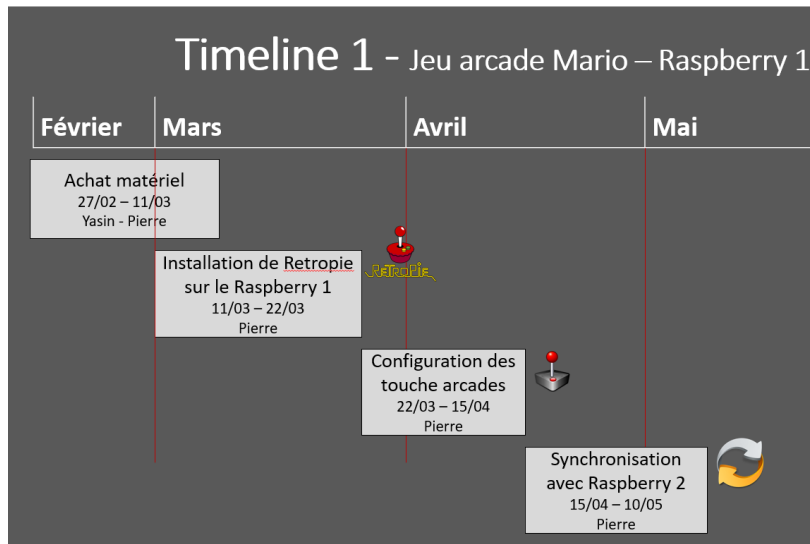 Timeline 1 - Jeu arcade Mario – Raspberry 1
Février
Mars
Avril
Mai
Achat matériel
27/02 – 11/03
Yasin - Pierre
Installation de Retropie
sur le Raspberry 1
11/03 – 22/03
Pierre
RETROPIE
Configuration des
touche arcades
22/03 – 15/04
Pierre
Synchronisation
avec Raspberry 2
15/04 – 10/05
Pierre